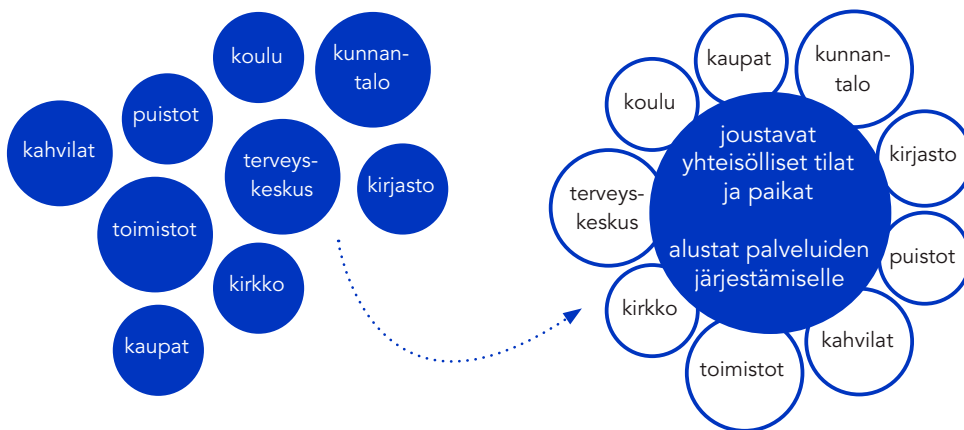 koulu
kunnan-
talo
puistot
kahvilat
terveys-
keskus
kirjasto
toimistot
kirkko
kaupat
kaupat
kunnan-
talo
koulu
joustavat
yhteisölliset tilat
ja paikat
alustat palveluiden
järjestämiselle
kirjasto
terveys-
keskus
puistot
kirkko
kahvilat
toimistot